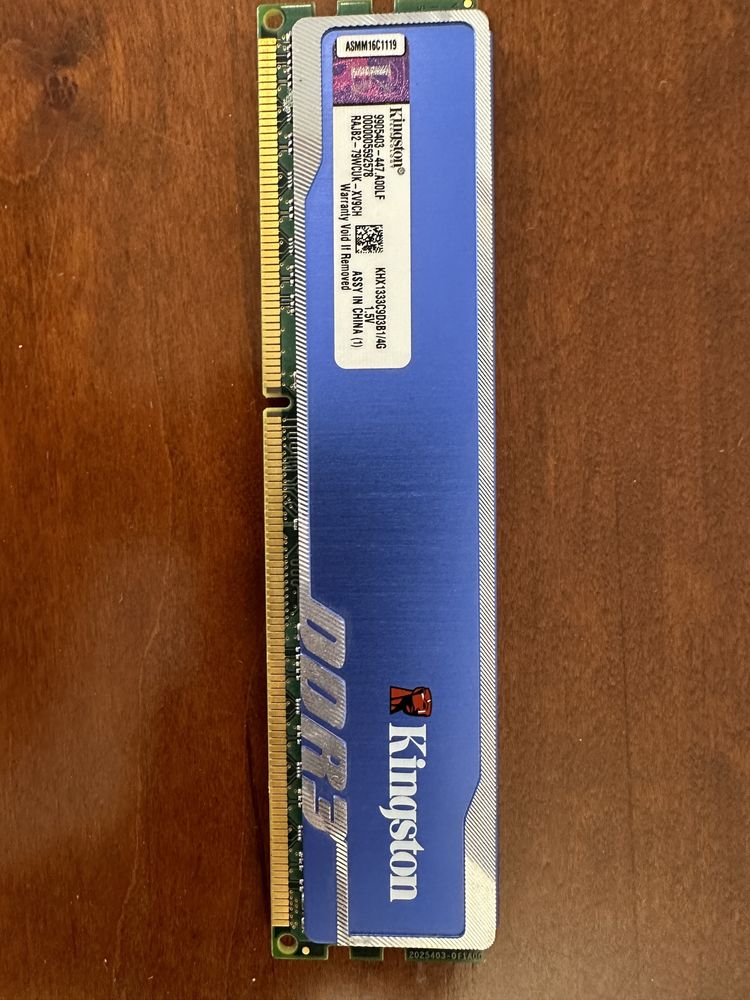 ASMM16C1119
Kingston®
9905403-447.A00LF
0000005592578
RAJB2-79WCUK-XV9CH
Warranty Void If Removed
KHX1333C9D3B1/4G
1.5V
ASSY IN CHINA (1)
DDR3
Kingston
2025403-0F1A00